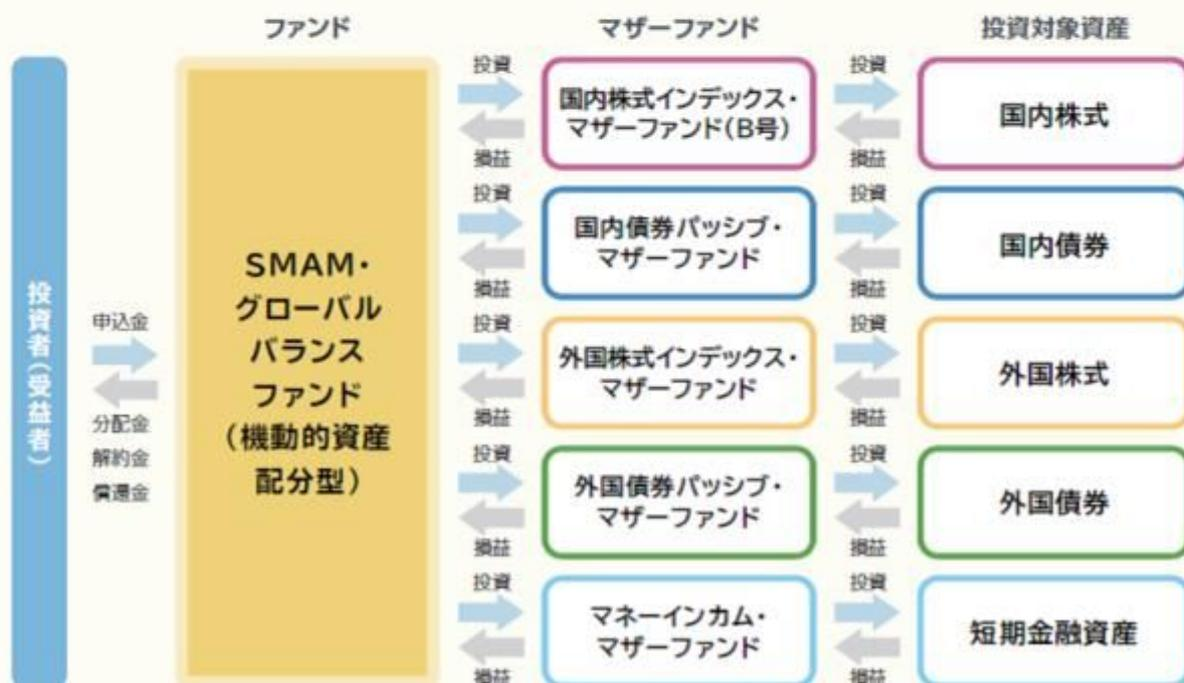 ファンド
マザーファンド
投資対象資産
投資者(受益者)
申込金
分配金
解約金
償還金
SMAM・
グローバル
バランス
ファンド
(機動的資産
配分型)
投資
損益
国内株式インデックス・
マザーファンド(B号)
投資
損益
国内株式
投資
損益
国内債券パッシブ・
マザーファンド
投資
損益
国内債券
投資
損益
外国株式インデックス・
マザーファンド
投資
損益
外国株式
投資
損益
外国債券パッシブ・
マザーファンド
投資
損益
外国債券
投資
損益
マネーインカム・
マザーファンド
投資
損益
短期金融資産